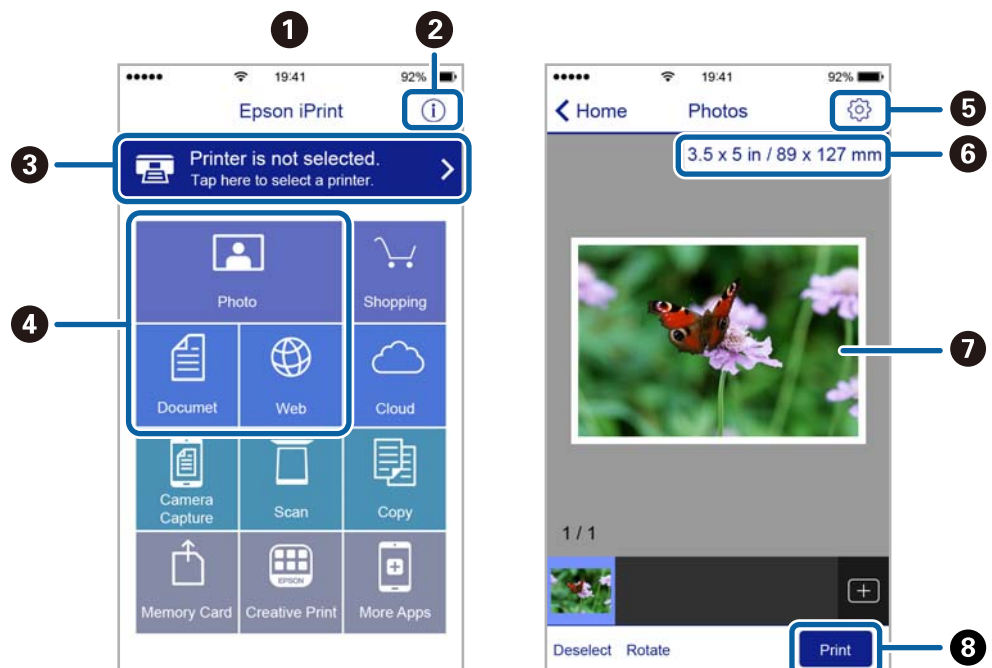 1
2
19:41
92%
Epson iPrint
i
3
Printer is not selected.
Tap here to select a printer.
4
Photo
Shopping
Documet
Web
Cloud
Camera
Capture
Scan
Copy
EPSON
Memory Card
Creative Print
More Apps
19:41
92%
Home
Photos
5
3.5 x 5 in / 89 x 127 mm
6
7
1 / 1
Deselect
Rotate
Print
8